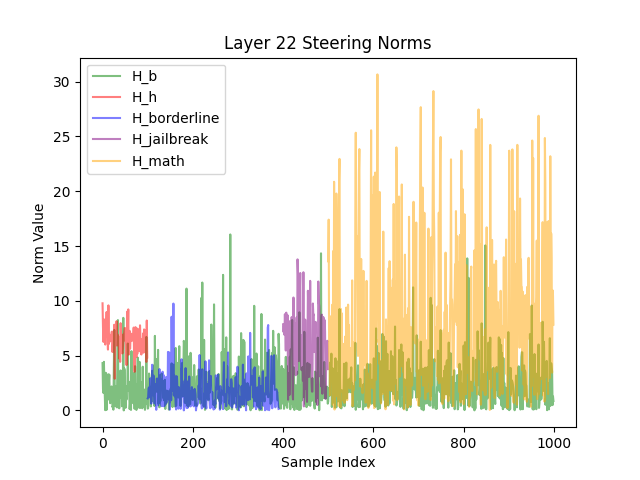 Layer 22 Steering Norms
H_b
H_h
H_borderline
H_jailbreak
H_math
Norm Value
30
25
20
15
10
5
0
0 200 400 600 800 1000
Sample Index